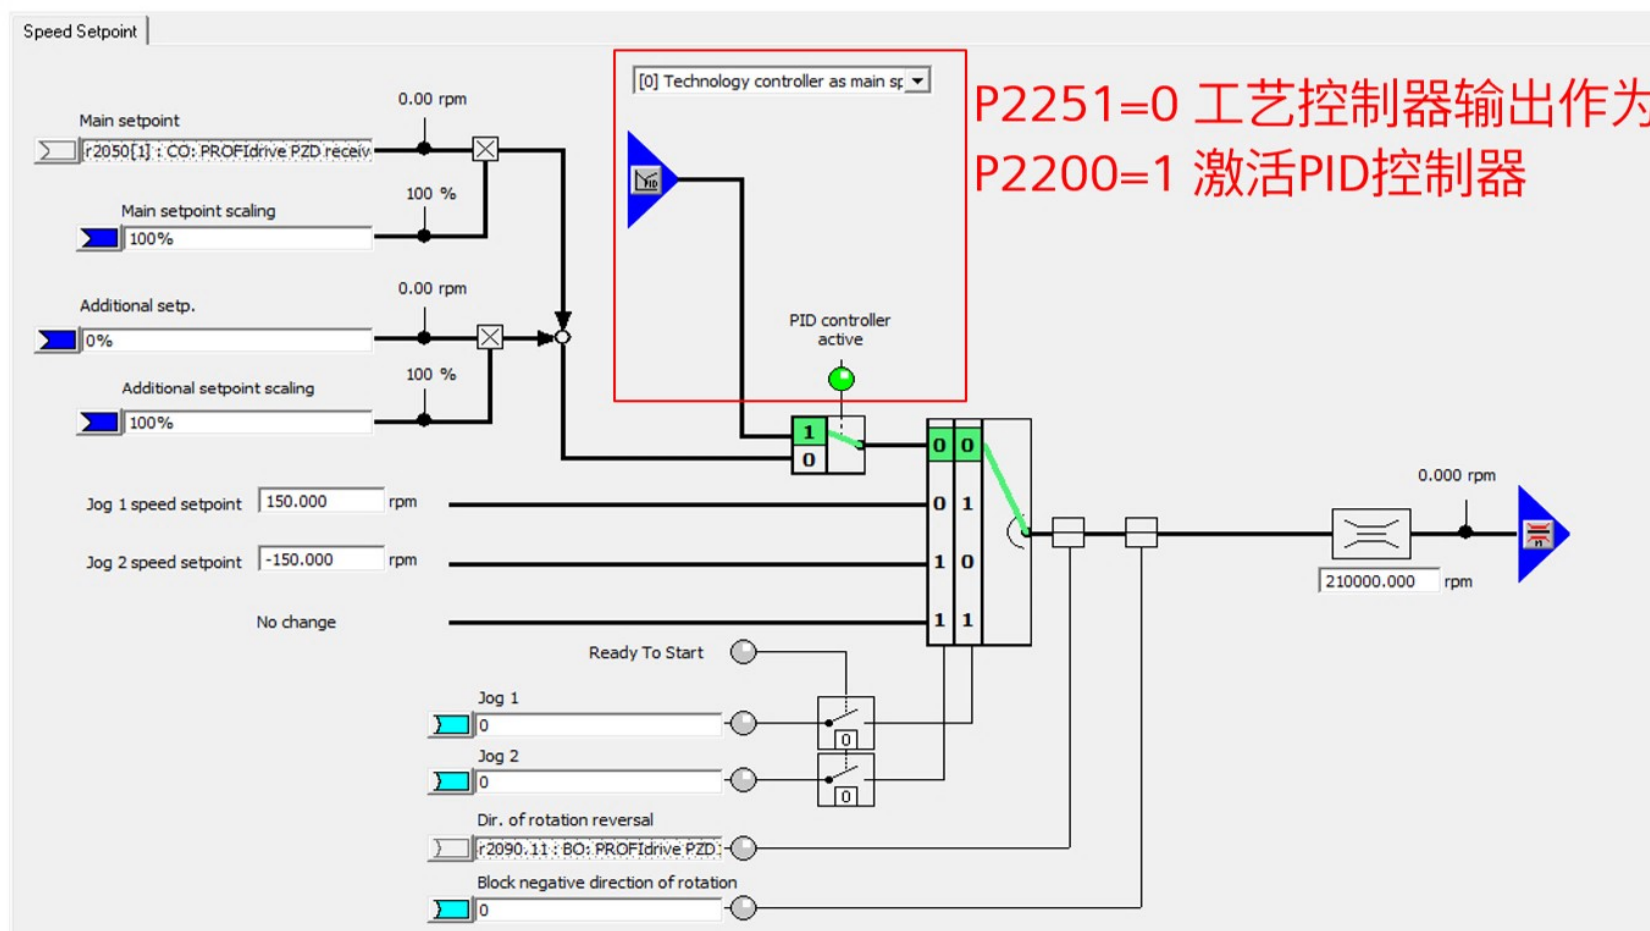 Speed Setpoint
[0] Technology controller as main sp
P2251=0 工艺控制器输出作为
P2200=1 激活PID控制器
0.00 rpm
Main setpoint
r2050[1] : CO: PROFIdrive PZD receiv
100 %
Main setpoint scaling
100%
PID
0.00 rpm
Additional setp.
0%
100 %
Additional setpoint scaling
100%
PID controller
active
1
0
0 0
0 1
1 0
1 1
Jog 1 speed setpoint 150.000 rpm
Jog 2 speed setpoint -150.000 rpm
No change
0.000 rpm
n
210000.000 rpm
Ready To Start
Jog 1
0
0
Jog 2
0
0
Dir. of rotation reversal
r2090.11 : BO: PROFIdrive PZD
Block negative direction of rotation
0